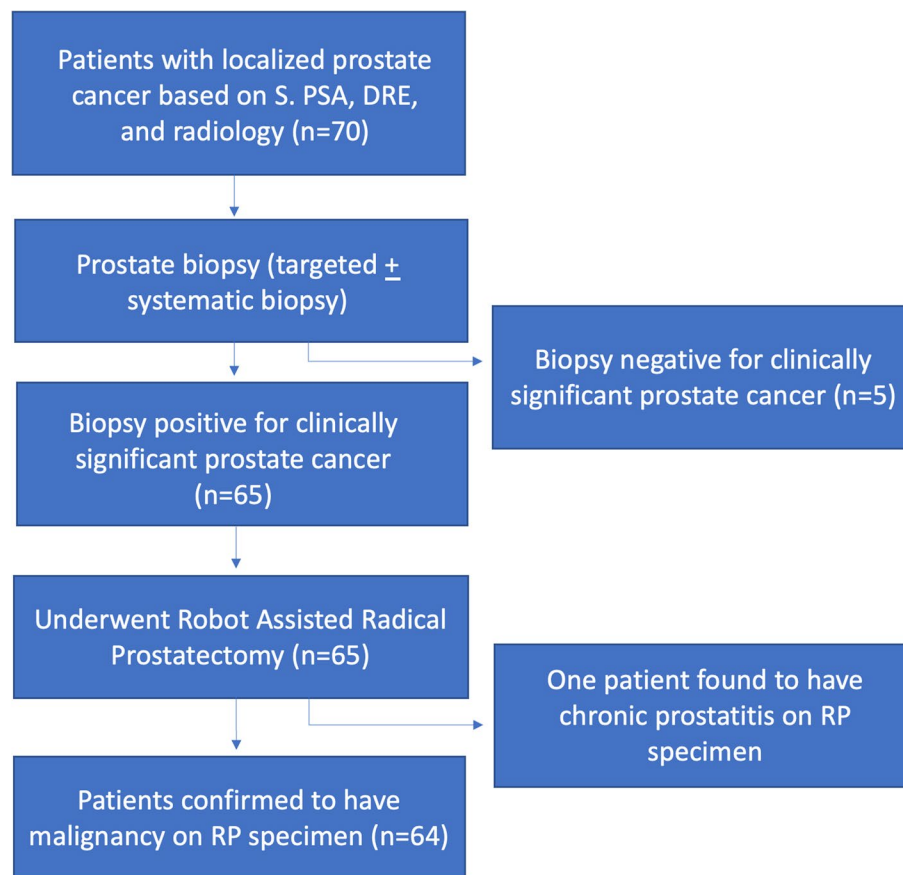 Patients with localized prostate
cancer based on S. PSA, DRE,
and radiology (n=70)
Prostate biopsy (targeted ±
systematic biopsy)
Biopsy negative for clinically
significant prostate cancer (n=5)
Biopsy positive for clinically
significant prostate cancer
(n=65)
Underwent Robot Assisted Radical
Prostatectomy (n=65)
One patient found to have
chronic prostatitis on RP
specimen
Patients confirmed to have
malignancy on RP specimen (n=64)